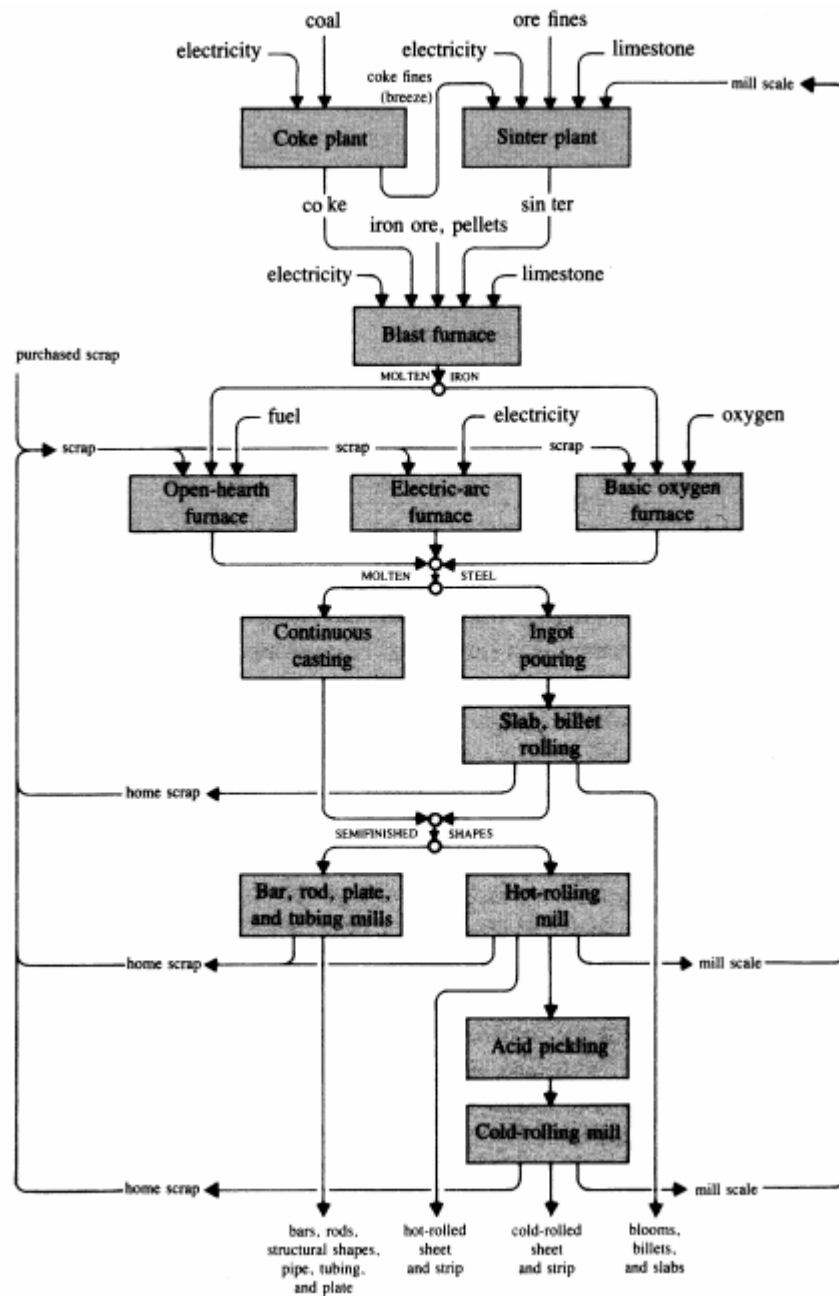 coal
ore fines
electricity
electricity
limestone
coke fines
(breeze)
mill scale
Coke plant
Sinter plant
co ke
sin ter
iron ore, pellets
electricity
limestone
Blast furnace
purchased scrap
MOLTEN IRON
fuel
electricity
oxygen
scrap
scrap
scrap
Open-hearth
furnace
Electric-arc
furnace
Basic oxygen
furnace
MOLTEN STEEL
Continuous
casting
Ingot
pouring
Slab, billet
rolling
home scrap
SEMIFINISHED SHAPES
Bar, rod, plate,
and tubing mills
Hot-rolling
mill
home scrap
mill scale
Acid pickling
Cold-rolling mill
home scrap
mill scale
bars, rods,
structural shapes,
pipe, tubing,
and plate
hot-rolled
sheet
and strip
cold-rolled
sheet
and strip
blooms,
billets,
and slabs